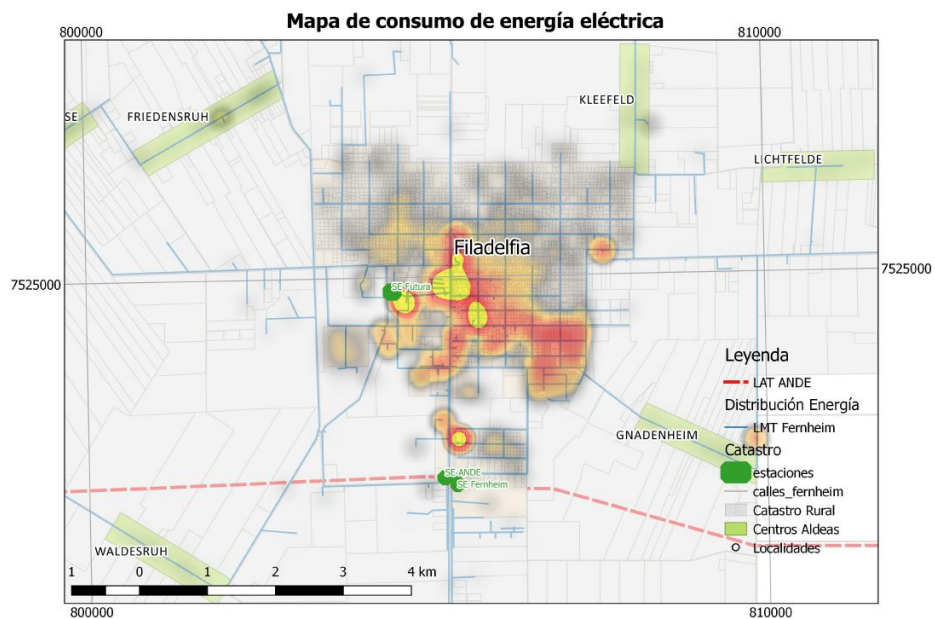 Mapa de consumo de energía eléctrica
800000
810000
KLEEFELD
SE
FRIEDENSRUH
LICHTFELDE
Filadelfia
7525000
7525000
SE Futura
Leyenda
LAT ANDE
Distribución Energía
LMT Fernheim
GNADENHEIM
Catastro
estaciones
SE ANDE
SE Fernheim
calles_fernheim
Catastro Rural
Centros Aldeas
WALDESRUH
Localidades
1 0 1 2 3 4 km
800000
810000